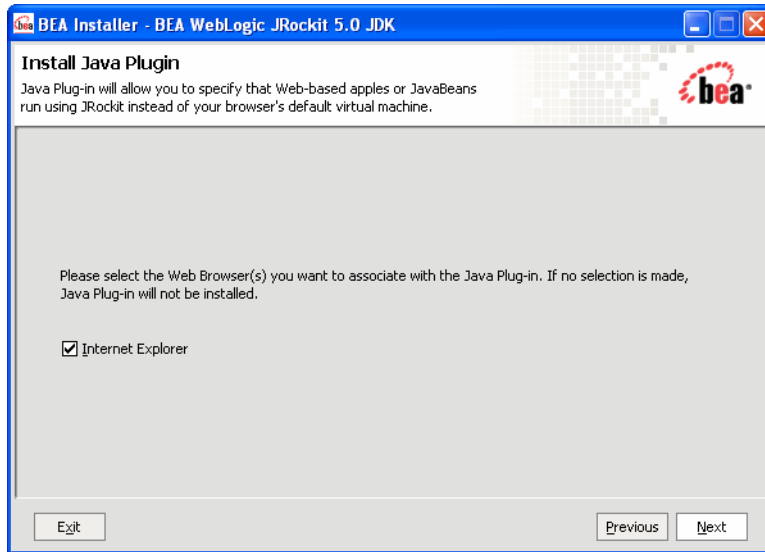 bea BEA Installer - BEA WebLogic JRockit 5.0 JDK
Install Java Plugin
Java Plug-in will allow you to specify that Web-based apples or JavaBeans
run using JRockit instead of your browser's default virtual machine.
bea
Please select the Web Browser(s) you want to associate with the Java Plug-in. If no selection is made,
Java Plug-in will not be installed.
Internet Explorer
Exit
Previous
Next